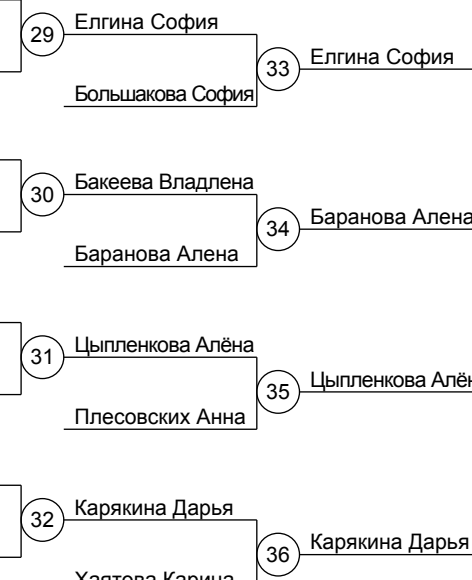 29
Елгина София
33
Елгина София
Большакова София
30
Бакеева Владлена
34
Баранова Алена
Баранова Алена
31
Цыпленкова Алёна
35
Цыпленкова
Плесовских Анна
32
Карякина Дарья
36
Карякина Дарья
Хаятова Карина